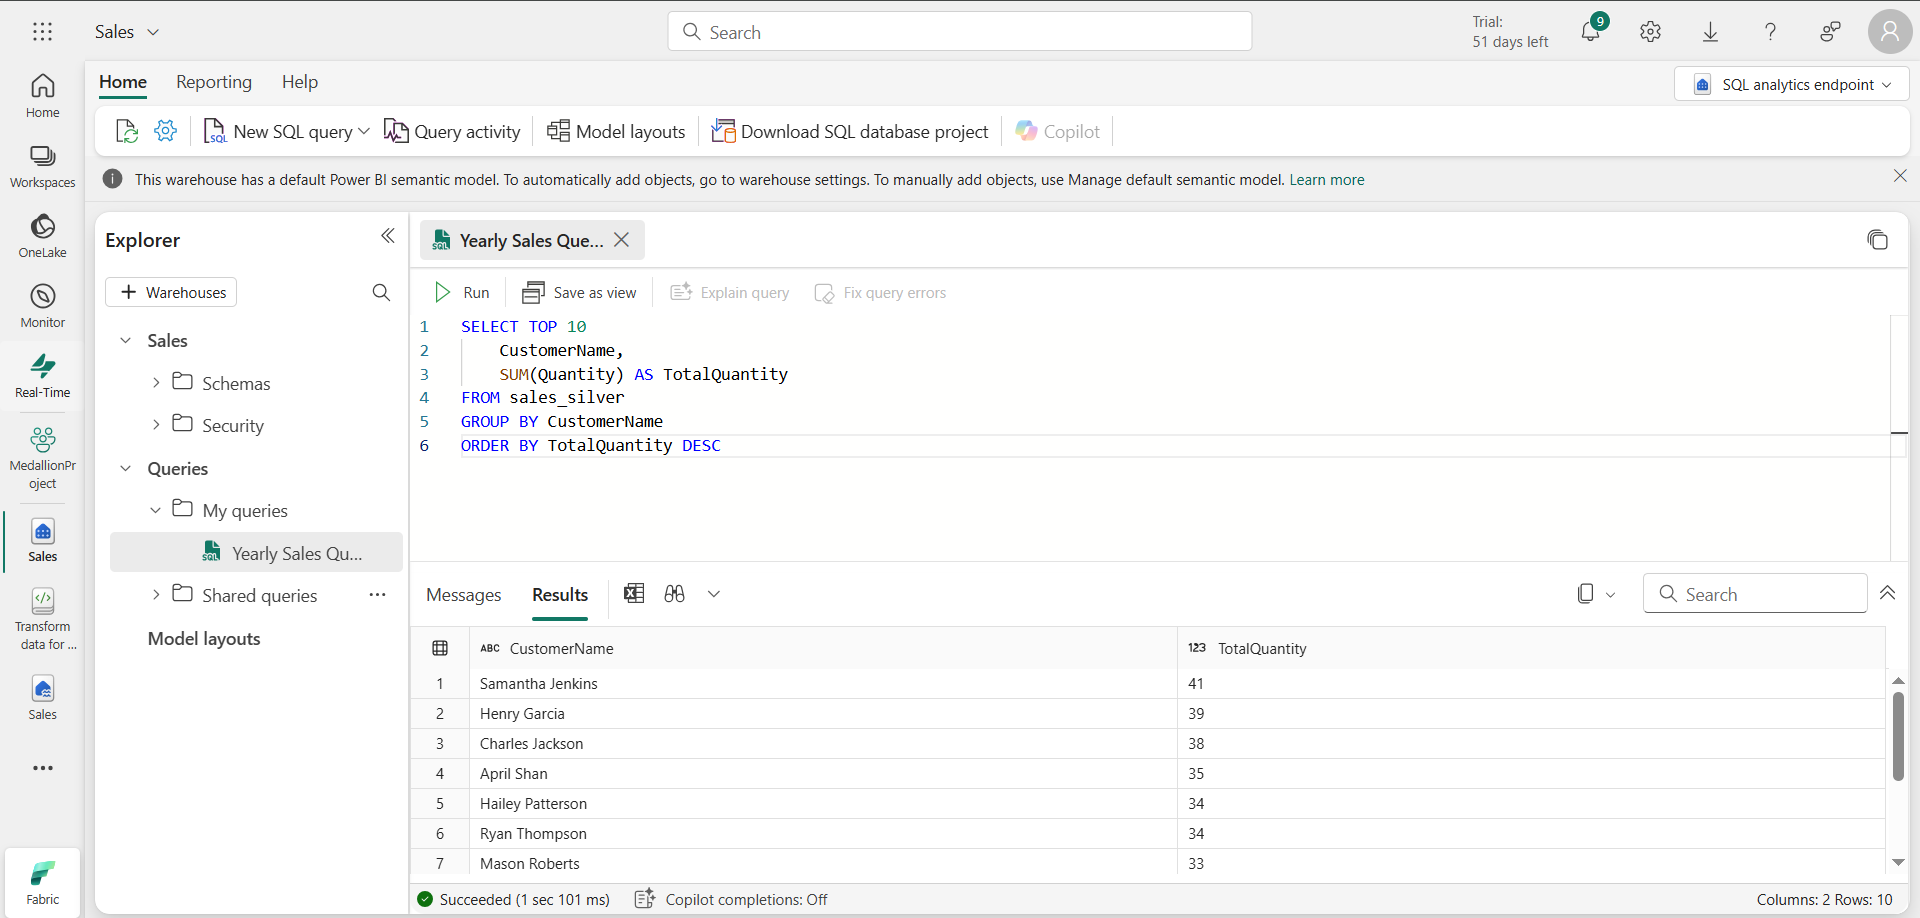 Sales
Search
Trial:
51 days left
9
Home
Reporting
Help
SQL analytics endpoint
New SQL query
Query activity
Model layouts
Download SQL database project
Copilot
This warehouse has a default Power BI semantic model. To automatically add objects, go to warehouse settings. To manually add objects, use Manage default semantic model. Learn more
Home
Workspaces
OneLake
Monitor
Real-Time
MedallionPr
oject
Sales
Transform
data for ...
Sales
Fabric
Explorer
Warehouses
Sales
Schemas
Security
Queries
My queries
SQL Yearly Sales Qu...
Shared queries
Model layouts
SQL Yearly Sales Que...
Run
Save as view
Explain query
Fix query errors
1 SELECT TOP 10
2 CustomerName,
3 SUM(Quantity) AS TotalQuantity
4 FROM sales_silver
5 GROUP BY CustomerName
6 ORDER BY TotalQuantity DESC
Messages
Results
Search
ABC CustomerName 123 TotalQuantity
1 Samantha Jenkins 41
2 Henry Garcia 39
3 Charles Jackson 38
4 April Shan 35
5 Hailey Patterson 34
6 Ryan Thompson 34
7 Mason Roberts 33
Succeeded (1 sec 101 ms)
Copilot completions: Off
Columns: 2 Rows: 10